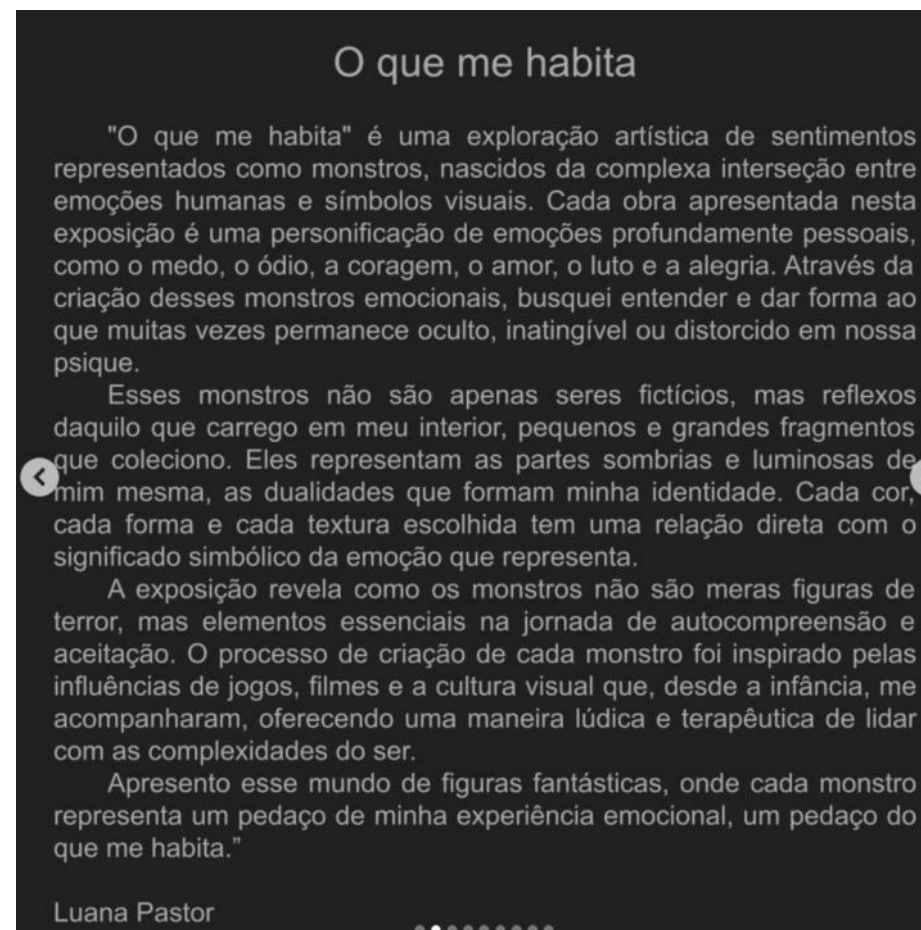 O que me habita
"O que me habita" é uma exploração artística de sentimentos
representados como monstros, nascidos da complexa interseção entre
emoções humanas e símbolos visuais. Cada obra apresentada nesta
exposição é uma personificação de emoções profundamente pessoais,
como o medo, o ódio, a coragem, o amor, o luto e a alegria. Através da
criação desses monstros emocionais, busquei entender e dar forma ao
que muitas vezes permanece oculto, inatingível ou distorcido em nossa
psique.
Esses monstros não são apenas seres fictícios, mas reflexos
daquilo que carrego em meu interior, pequenos e grandes fragmentos
que coleciono. Eles representam as partes sombrias e luminosas de
mim mesma, as dualidades que formam minha identidade. Cada cor,
cada forma e cada textura escolhida tem uma relação direta com o
significado simbólico da emoção que representa.
A exposição revela como os monstros não são meras figuras de
terror, mas elementos essenciais na jornada de autocompreensão e
aceitação. O processo de criação de cada monstro foi inspirado pelas
influências de jogos, filmes e a cultura visual que, desde a infância, me
acompanharam, oferecendo uma maneira lúdica e terapêutica de lidar
com as complexidades do ser.
Apresento esse mundo de figuras fantásticas, onde cada monstro
representa um pedaço de minha experiência emocional, um pedaço do
que me habita.”
Luana Pastor